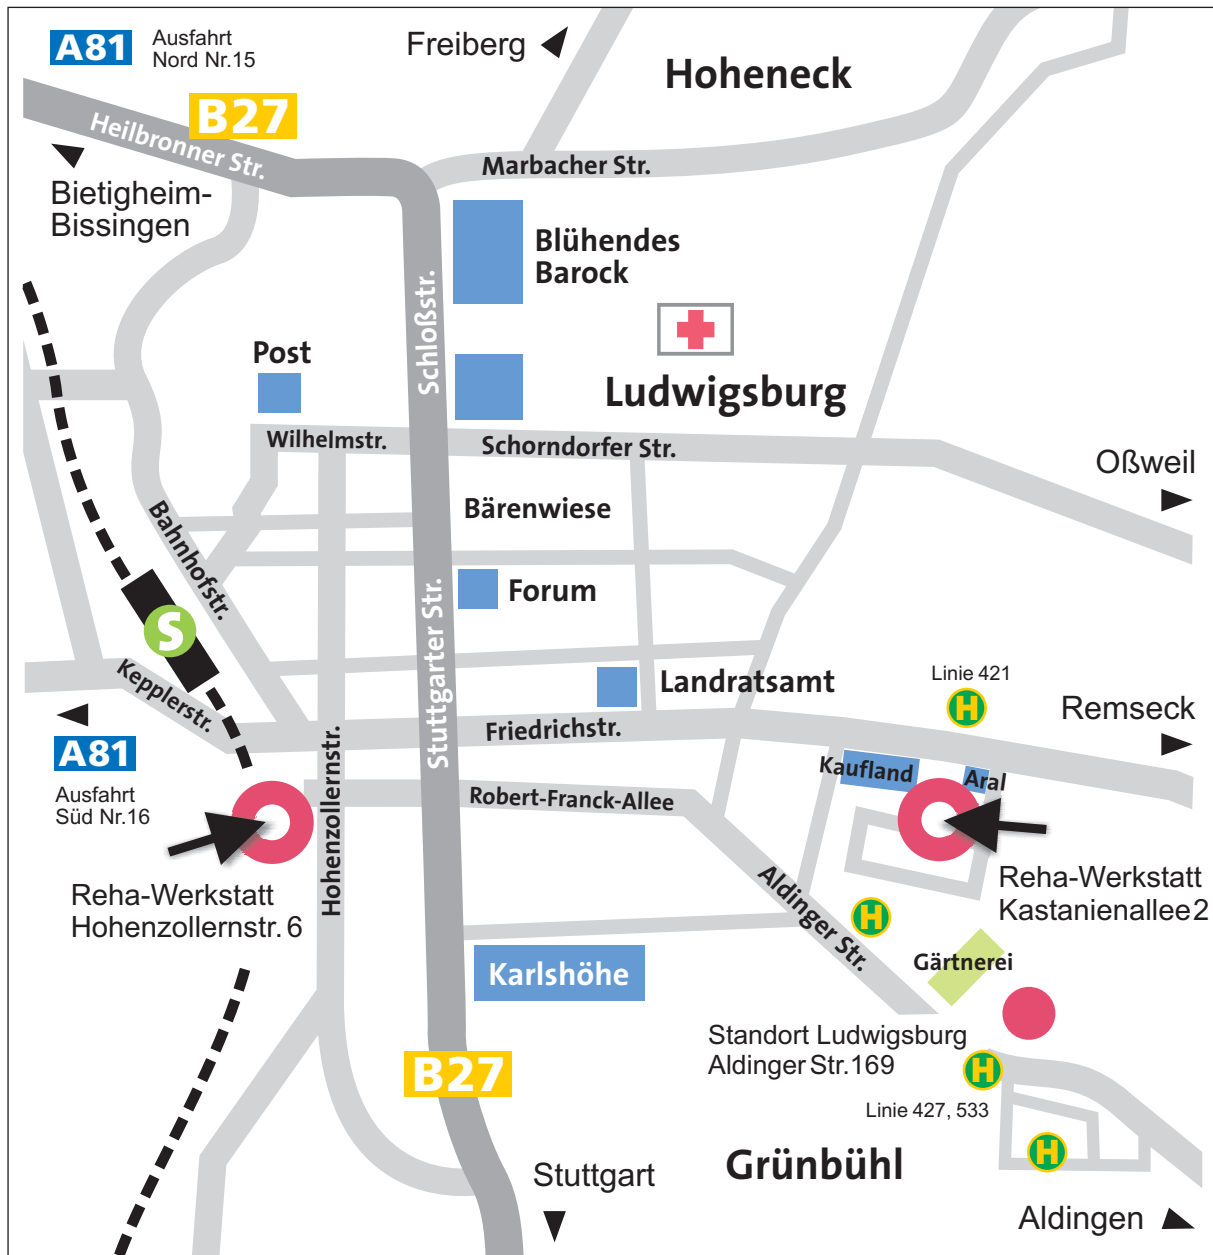 A81
Ausfahrt
Nord Nr.15
Freiberg
Hoheneck
B27
Heilbronner Str.
Marbacher Str.
Bietigheim-
Bissingen
Blühendes
Barock
Schloßstr.
Post
Ludwigsburg
Wilhelmstr.
Schorndorfer Str.
Oßweil
Bärenwiese
Bahnhofstr.
Forum
Stuttgarter Str.
S
Kepplerstr.
Landratsamt
Linie 421
H
Remseck
Friedrichstr.
A81
Ausfahrt
Süd Nr.16
Hohenzollernstr.
Robert-Franck-Allee
Kaufland
Aral
Reha-Werkstatt
Hohenzollernstr. 6
Reha-Werkstatt
Kastanienallee 2
Aldinger Str.
H
Gärtnerei
Karlshöhe
Standort Ludwigsburg
Aldinger Str. 169
H
B27
Linie 427, 533
H
Grünbühl
Stuttgart
Aldingen